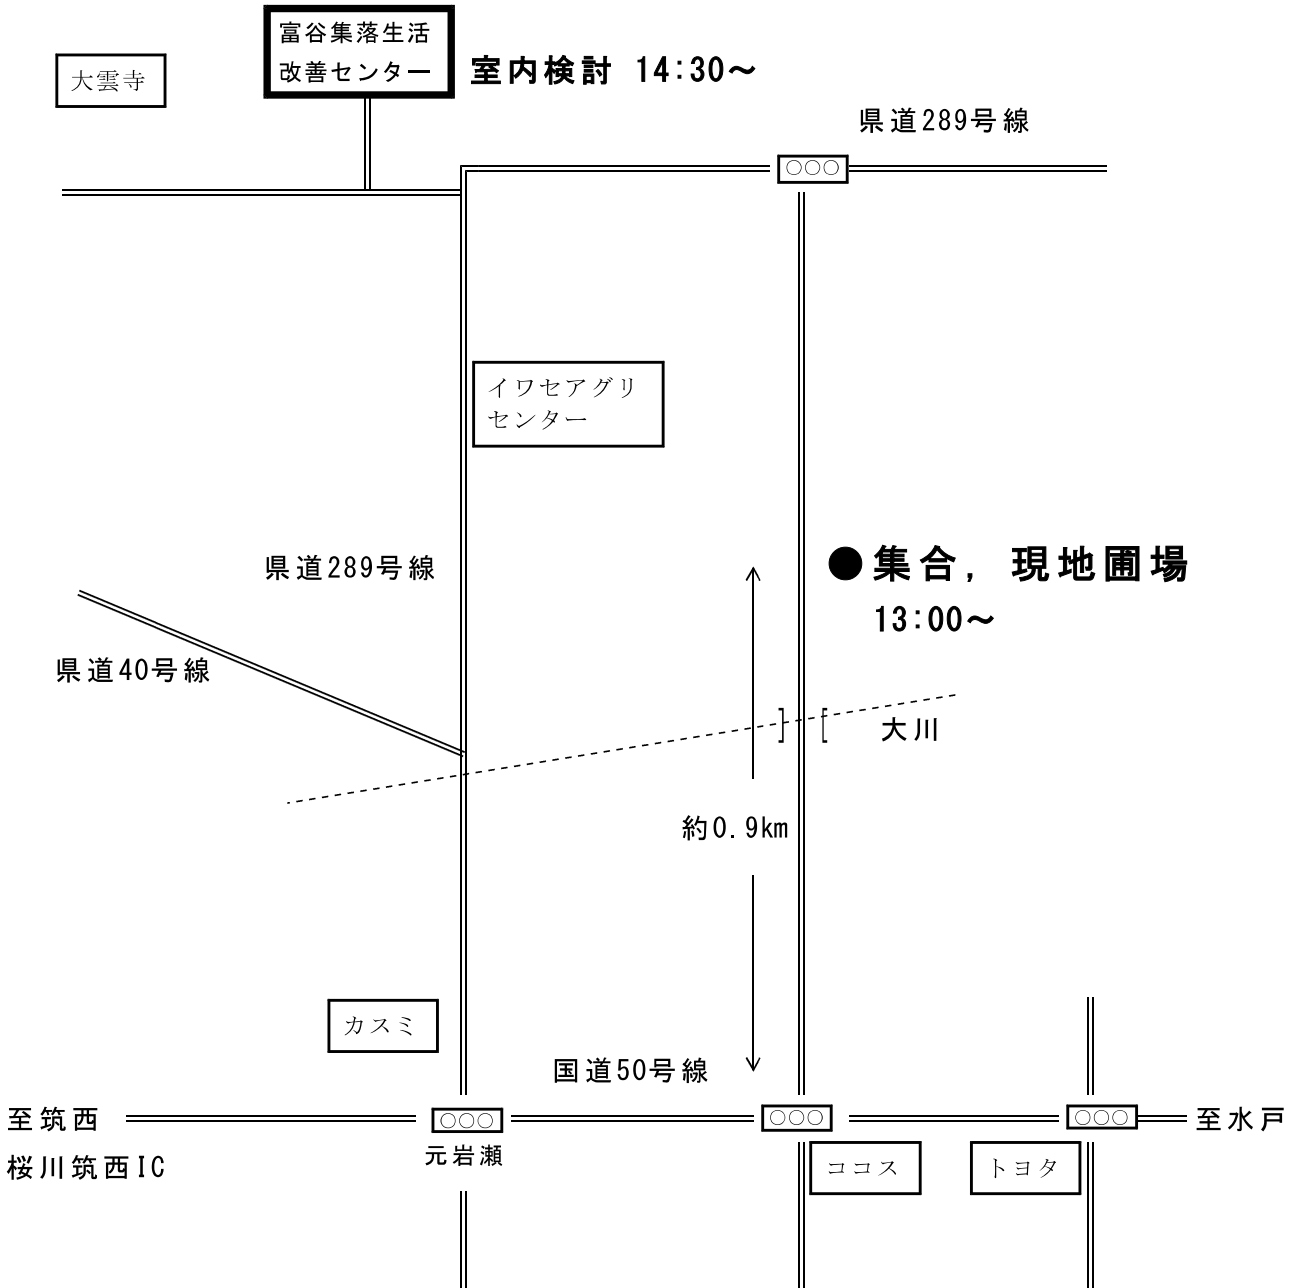 富谷集落生活
改善センター
大雲寺
室内検討 14:30～
県道289号線
○○○
イワセアグリ
センター
県道289号線
●集合，現地圃場
13:00～
県道40号線
大川
約0.9km
カスミ
国道50号線
至筑西
○○○
○○○
○○○
至水戸
桜川筑西IC
元岩瀬
ココス
トヨタ